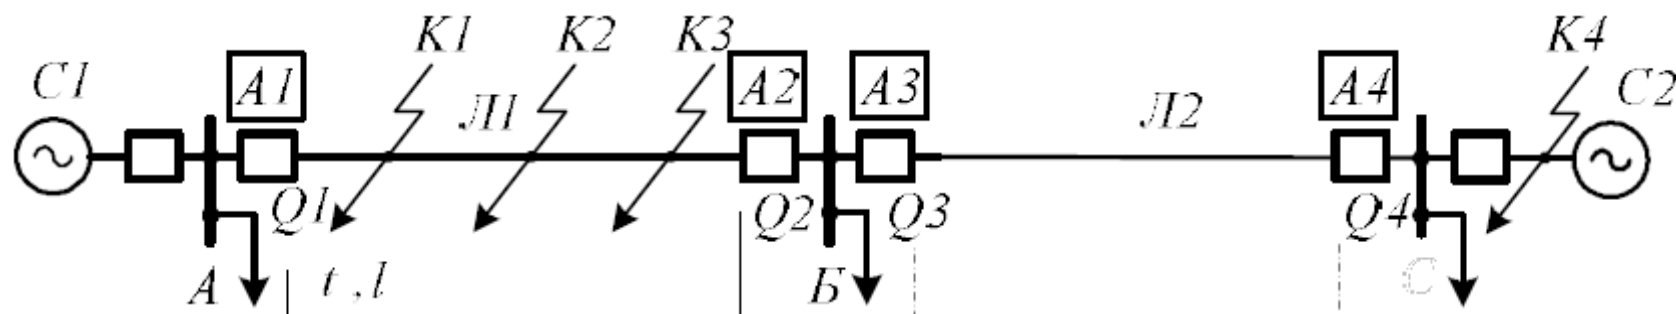 K1 K2 K3 K4
C1 A1 Л1 A2 A3 Л2 A4 C2
Q1 Q2 Q3 Q4
А t , l Б С